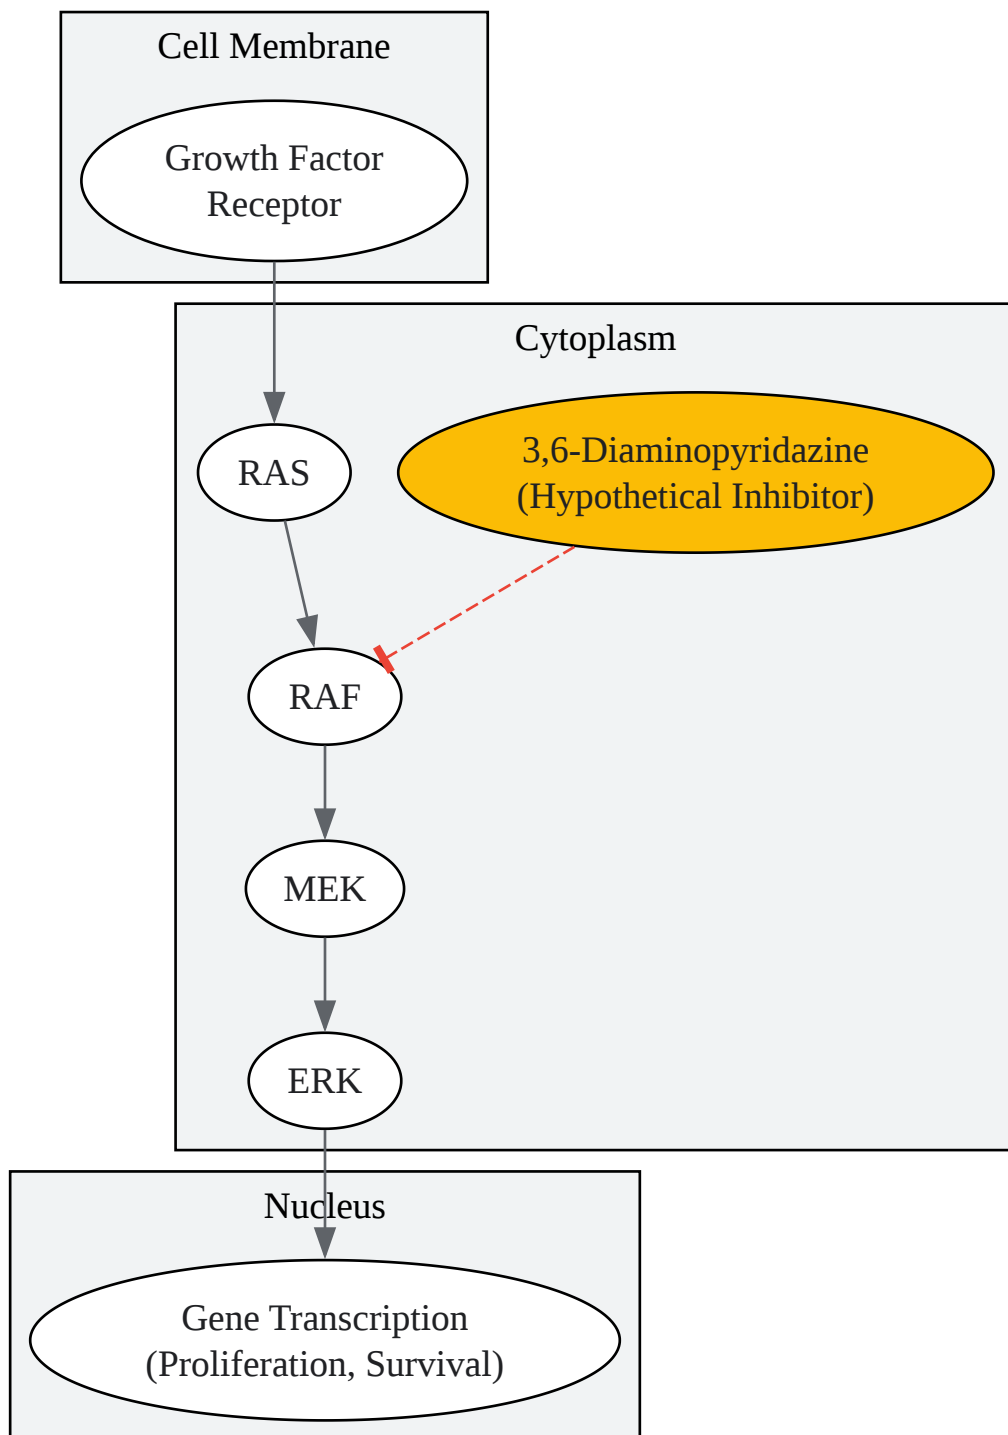 Cell Membrane
Growth Factor
Receptor
Cytoplasm
RAS
3,6-Diaminopyridazine
(Hypothetical Inhibitor)
RAF
MEK
ERK
Nucleus
Gene Transcription
(Proliferation, Survival)